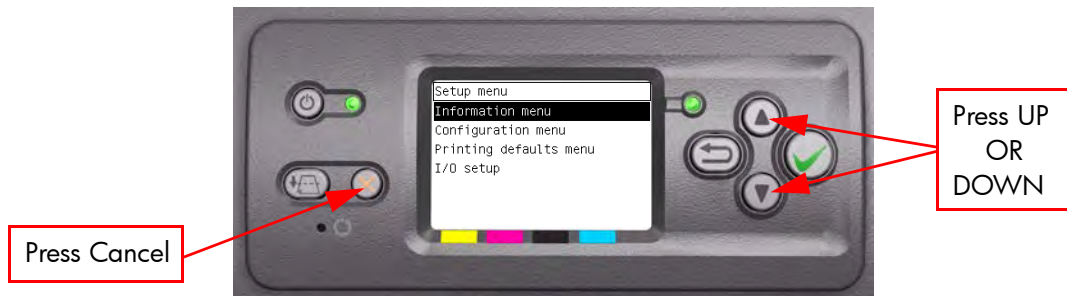 Setup menu
Information menu
Configuration menu
Printing defaults menu
I/O setup
Press UP
OR
DOWN
Press Cancel